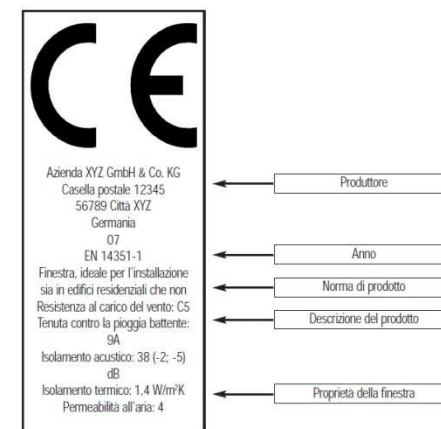 CE
Azienda XYZ GmbH & Co. KG
Casella postale 12345
56789 Città XYZ
Germania
07
EN 14351-1
Finestra, ideale per l'installazione
sia in edifici residenziali che non
Resistenza al carico del vento: C5
Tenuta contro la pioggia battente:
9A
Isolamento acustico: 38 (-2; -5)
dB
Isolamento termico: 1,4 W/m²K
Permeabilità all'aria: 4
Produttore
Anno
Norma di prodotto
Descrizione del prodotto
Proprietà della finestra